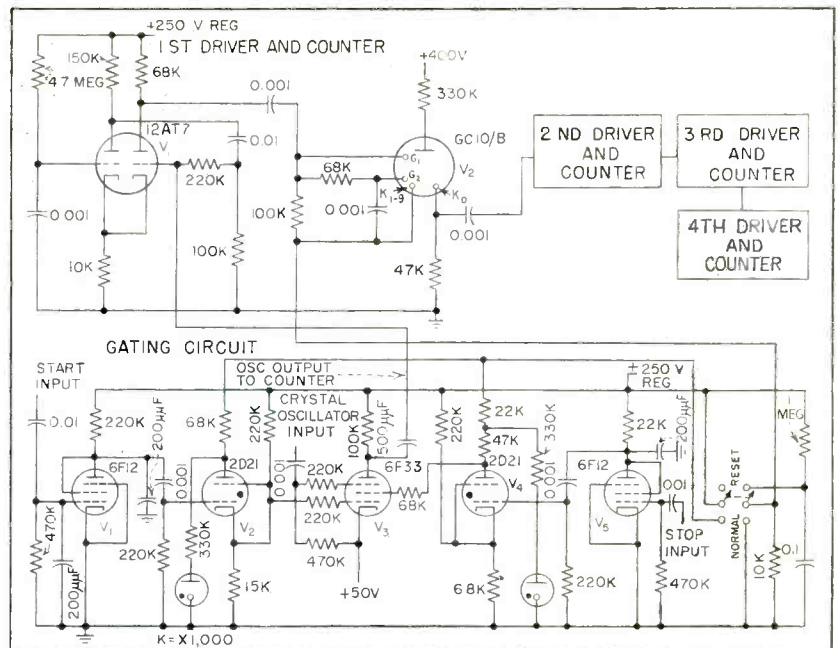 +250 V REG
1 ST DRIVER AND COUNTER
150K
4.7 MEG
68K
0.001
+400V
330K
12AT7
V1
0.01
GC10/B
V2
220K
G1
G2
68K
K1-9
K0
0.001
100K
0.001
0.001
10K
100K
47K
2 ND DRIVER
AND
COUNTER
3 RD DRIVER
AND
COUNTER
4TH DRIVER
AND
COUNTER
GATING CIRCUIT
START
INPUT
OSC OUTPUT
TO COUNTER
CRYSTAL
OSCILLATOR
INPUT
±250 V
REG
0.01
220K
200µµF
68K
220K
100K
500µµF
220K
22K
47K
330K
22K
200µµF
1 MEG
6F12
0.001
2D21
0.001
220K
220K
6F33
68K
2D21
0.001
6F12
.001
V1
V2
V3
V4
V5
RESET
NORMAL
STOP
INPUT
470K
200µµF
220K
330K
15K
470K
+50V
68K
220K
470K
10K
0.1
K=X1,000